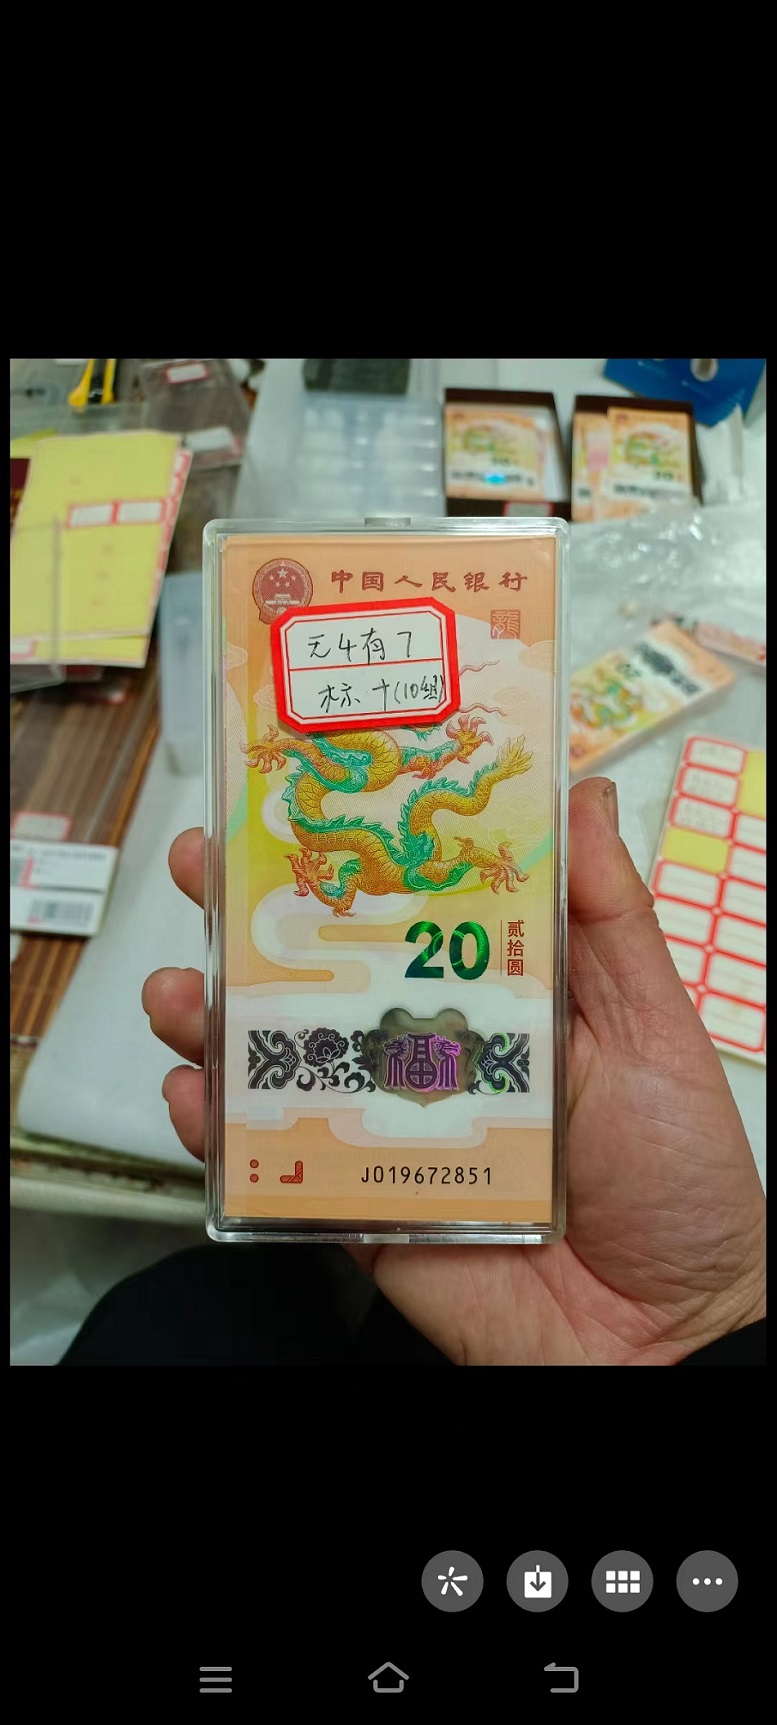 中国人民银行
无4有7
标十(10组)
20
贰拾圆
福
J019672851